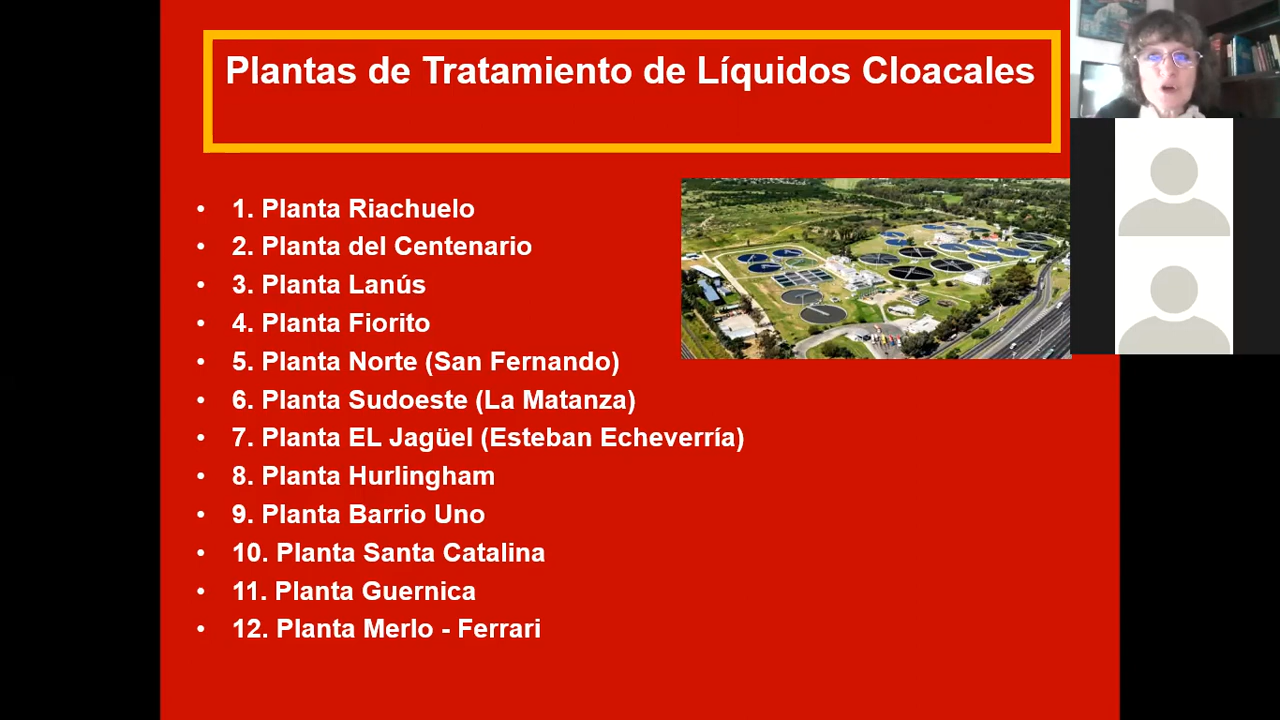 Plantas de Tratamiento de Líquidos Cloacales
• 1. Planta Riachuelo
• 2. Planta del Centenario
• 3. Planta Lanús
• 4. Planta Fiorito
• 5. Planta Norte (San Fernando)
• 6. Planta Sudoeste (La Matanza)
• 7. Planta EL Jagüel (Esteban Echeverría)
• 8. Planta Hurlingham
• 9. Planta Barrio Uno
• 10. Planta Santa Catalina
• 11. Planta Guernica
• 12. Planta Merlo - Ferrari